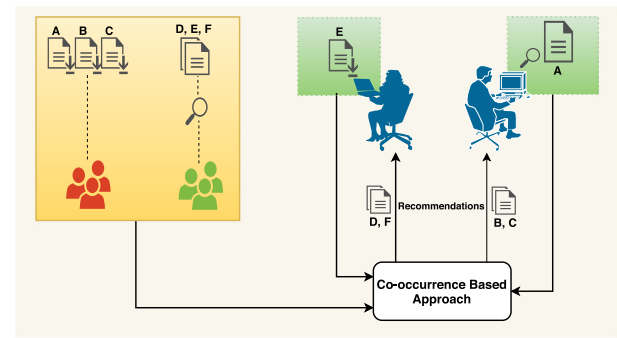 A B C
D, E, F
E
A
Recommendations
D, F
B, C
Co-occurrence Based
Approach